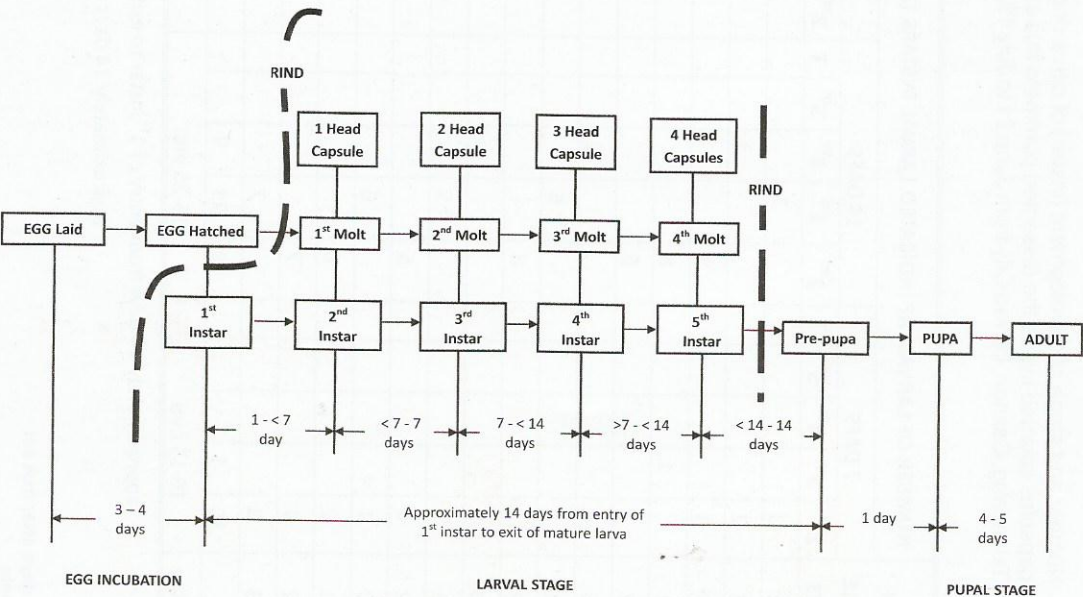 RIND
1 Head
Capsule
2 Head
Capsule
3 Head
Capsule
4 Head
Capsules
RIND
EGG Laid
EGG Hatched
1st Molt
2nd Molt
3rd Molt
4th Molt
1st
Instar
2nd
Instar
3rd
Instar
4th
Instar
5th
Instar
Pre-pupa
PUPA
ADULT
1 - < 7
day
< 7 - 7
days
7 - < 14
days
>7 - < 14
days
< 14 - 14
days
3 – 4
days
Approximately 14 days from entry of
1st instar to exit of mature larva
1 day
4 - 5
days
EGG INCUBATION
LARVAL STAGE
PUPAL STAGE